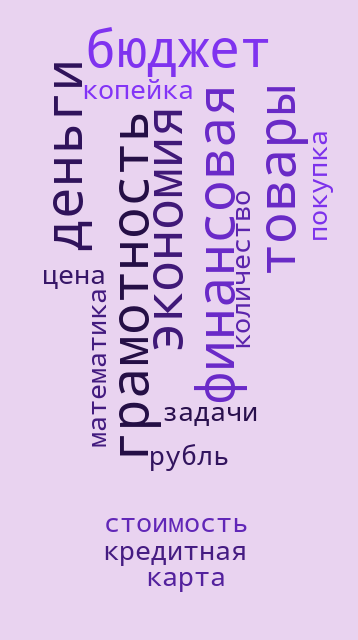 бюджет
копейка
деньги
грамотность
экономия
финансовая
количество
товары
покупка
цена
математика
задачи
рубль
стоимость
кредитная
карта